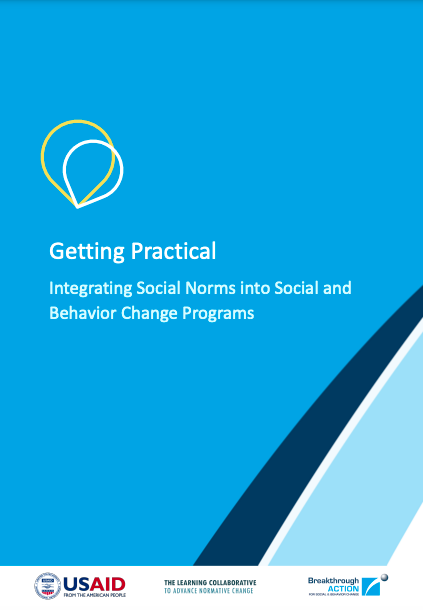 Getting Practical
Integrating Social Norms into Social and
Behavior Change Programs
USAID
FROM THE AMERICAN PEOPLE
THE LEARNING COLLABORATIVE
TO ADVANCE NORMATIVE CHANGE
Breakthrough
ACTION
FOR SOCIAL & BEHAVIOR CHANGE